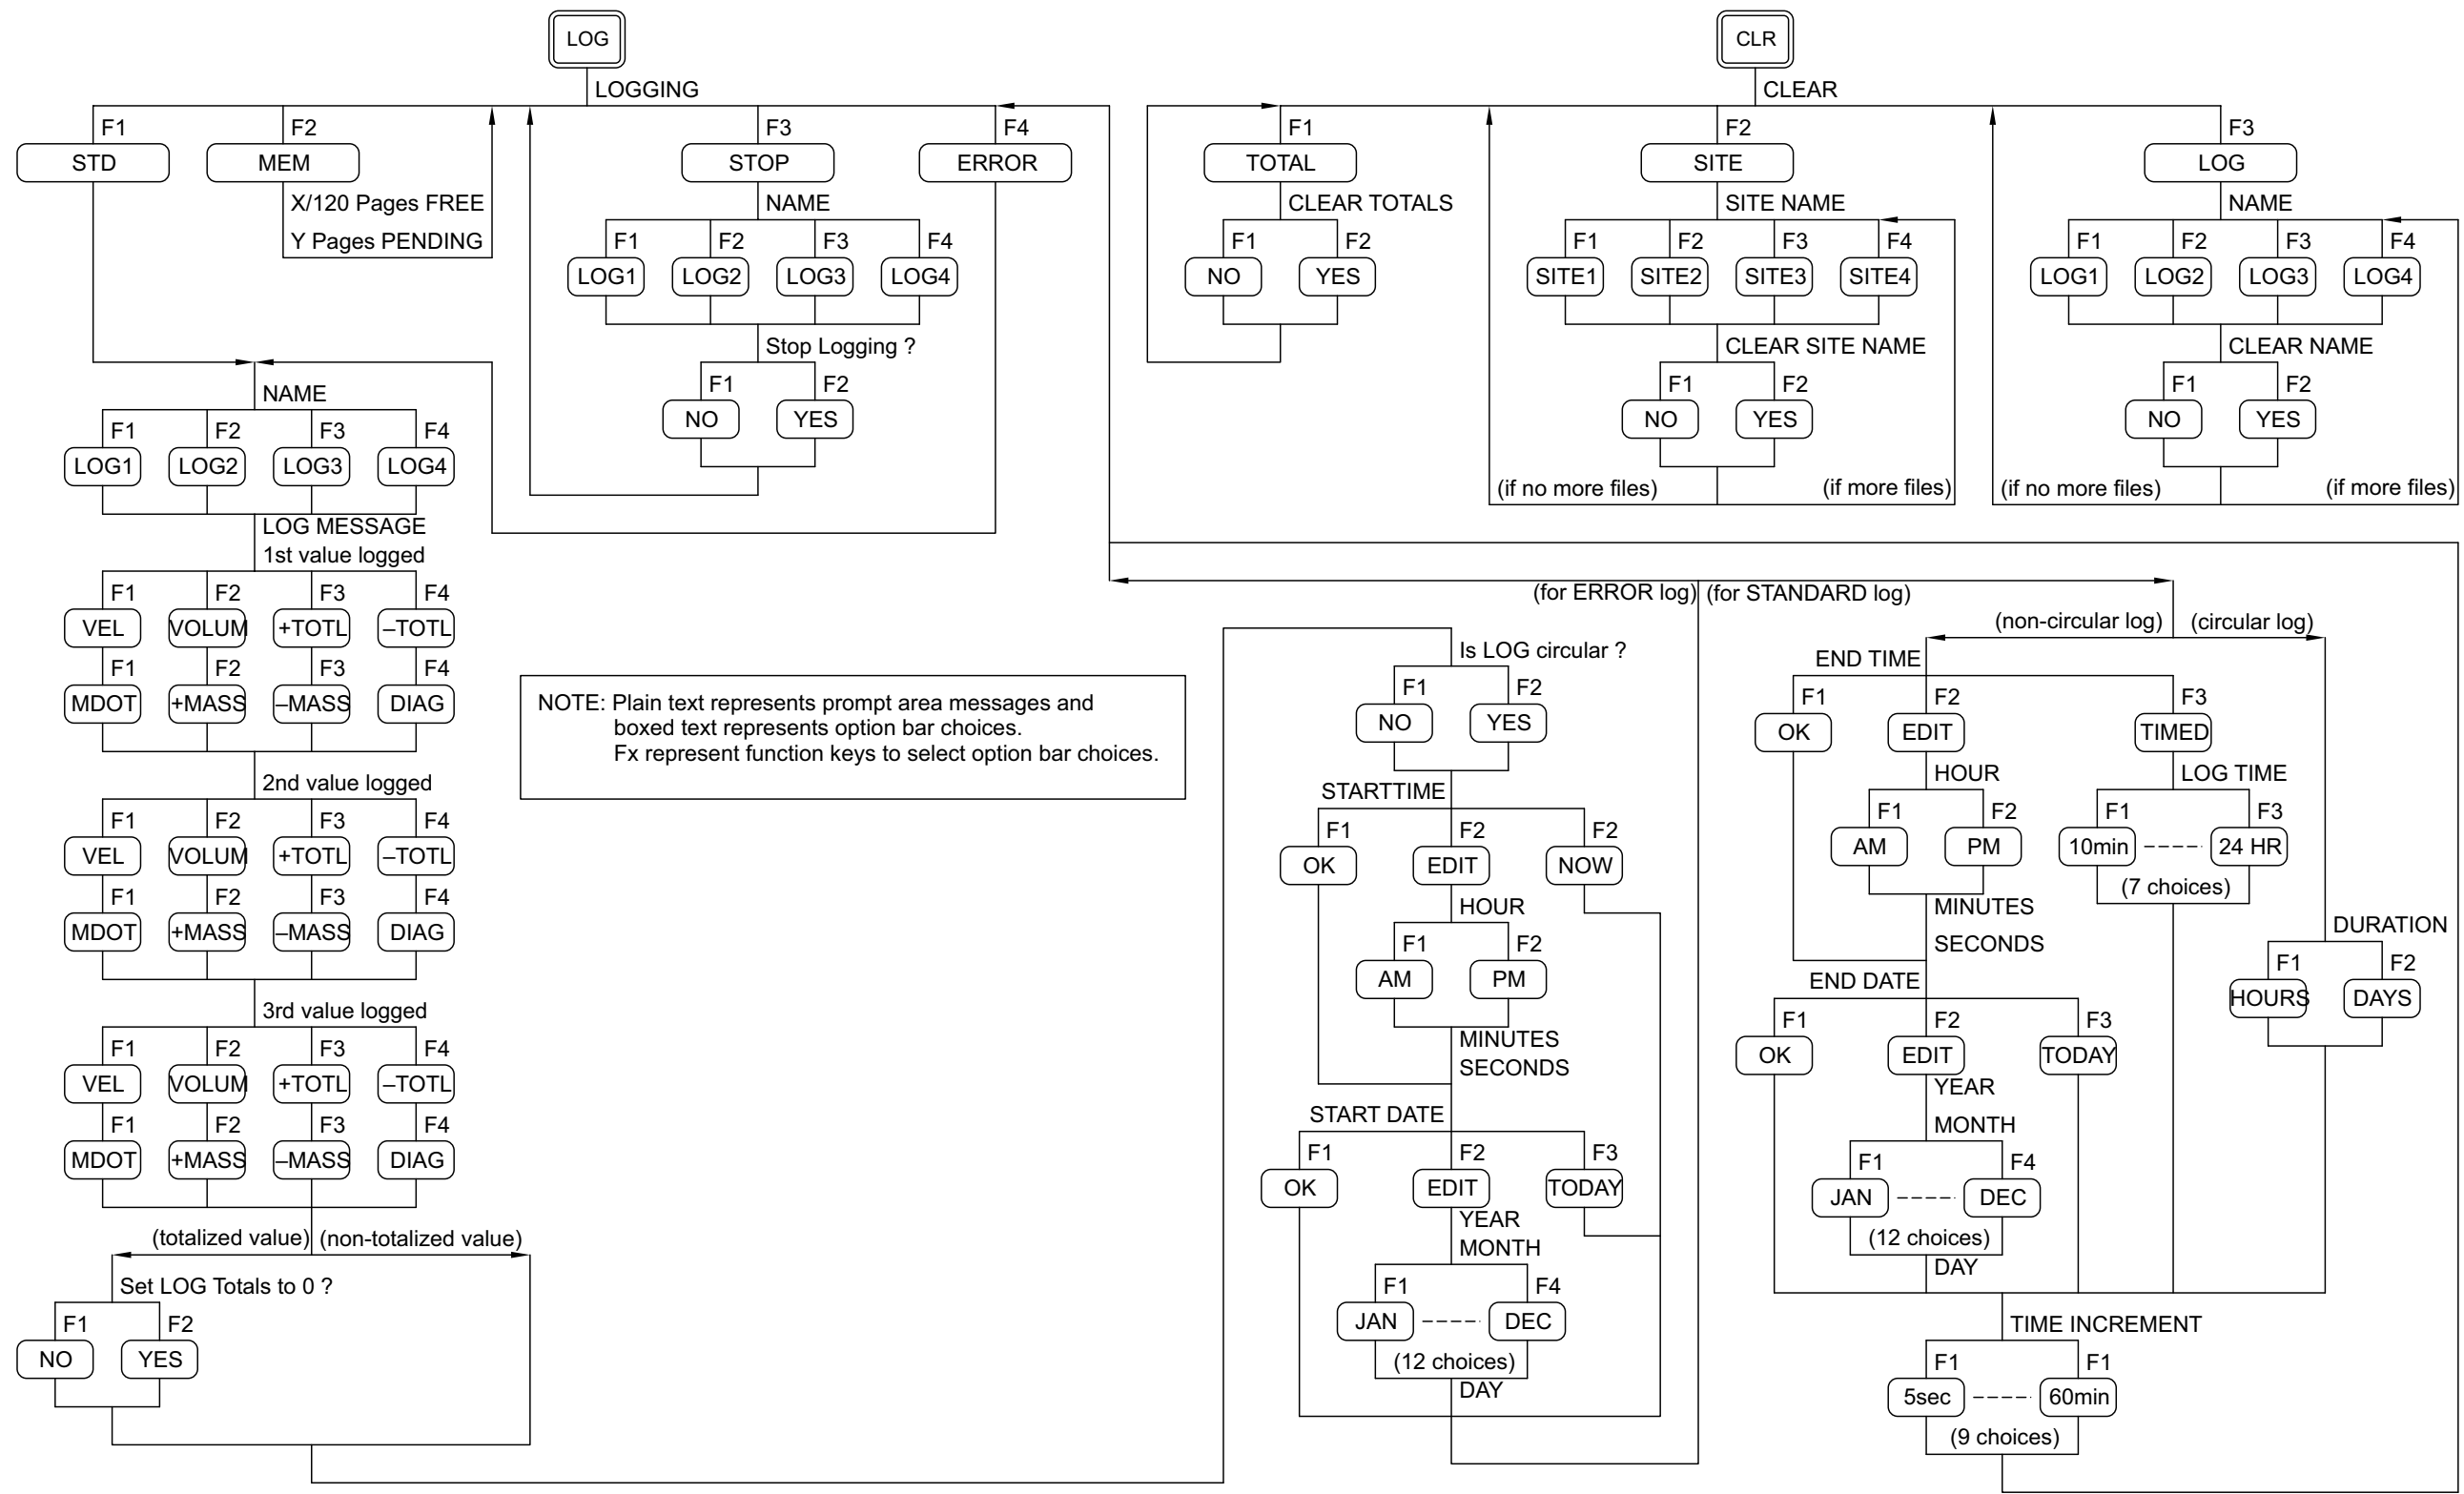 LOG
LOGGING
F1
F2
F3
F4
STD
MEM
STOP
ERROR
X/120 Pages FREE
Y Pages PENDING
NAME
F1 F2 F3 F4
LOG1 LOG2 LOG3 LOG4
Stop Logging ?
F1 F2
NO YES
NAME
F1 F2 F3 F4
LOG1 LOG2 LOG3 LOG4
LOG MESSAGE
1st value logged
F1 F2 F3 F4
VEL VOLUM +TOTL –TOTL
F1 F2 F3 F4
MDOT +MASS –MASS DIAG
2nd value logged
F1 F2 F3 F4
VEL VOLUM +TOTL –TOTL
F1 F2 F3 F4
MDOT +MASS –MASS DIAG
3rd value logged
F1 F2 F3 F4
VEL VOLUM +TOTL –TOTL
F1 F2 F3 F4
MDOT +MASS –MASS DIAG
(totalized value) (non-totalized value)
Set LOG Totals to 0 ?
F1 F2
NO YES
NOTE: Plain text represents prompt area messages and
boxed text represents option bar choices.
Fx represent function keys to select option bar choices.
CLR
CLEAR
F1
F2
F3
TOTAL
SITE
LOG
CLEAR TOTALS
F1 F2
NO YES
SITE NAME
F1 F2 F3 F4
SITE1 SITE2 SITE3 SITE4
CLEAR SITE NAME
F1 F2
NO YES
(if no more files) (if more files)
NAME
F1 F2 F3 F4
LOG1 LOG2 LOG3 LOG4
CLEAR NAME
F1 F2
NO YES
(if no more files) (if more files)
(for ERROR log) (for STANDARD log)
Is LOG circular ?
F1 F2
NO YES
STARTTIME
F1 F2 F2
OK EDIT NOW
HOUR
F1 F2
AM PM
MINUTES
SECONDS
START DATE
F1 F2 F3
OK EDIT TODAY
YEAR
MONTH
F1 F4
JAN DEC
(12 choices)
DAY
(non-circular log) (circular log)
END TIME
F1 F2 F3
OK EDIT TIMED
HOUR
F1 F2
AM PM
MINUTES
SECONDS
LOG TIME
F1 F3
10min 24 HR
(7 choices)
DURATION
F1 F2
HOURS DAYS
END DATE
F1 F2 F3
OK EDIT TODAY
YEAR
MONTH
F1 F4
JAN DEC
(12 choices)
DAY
TIME INCREMENT
F1 F1
5sec 60min
(9 choices)